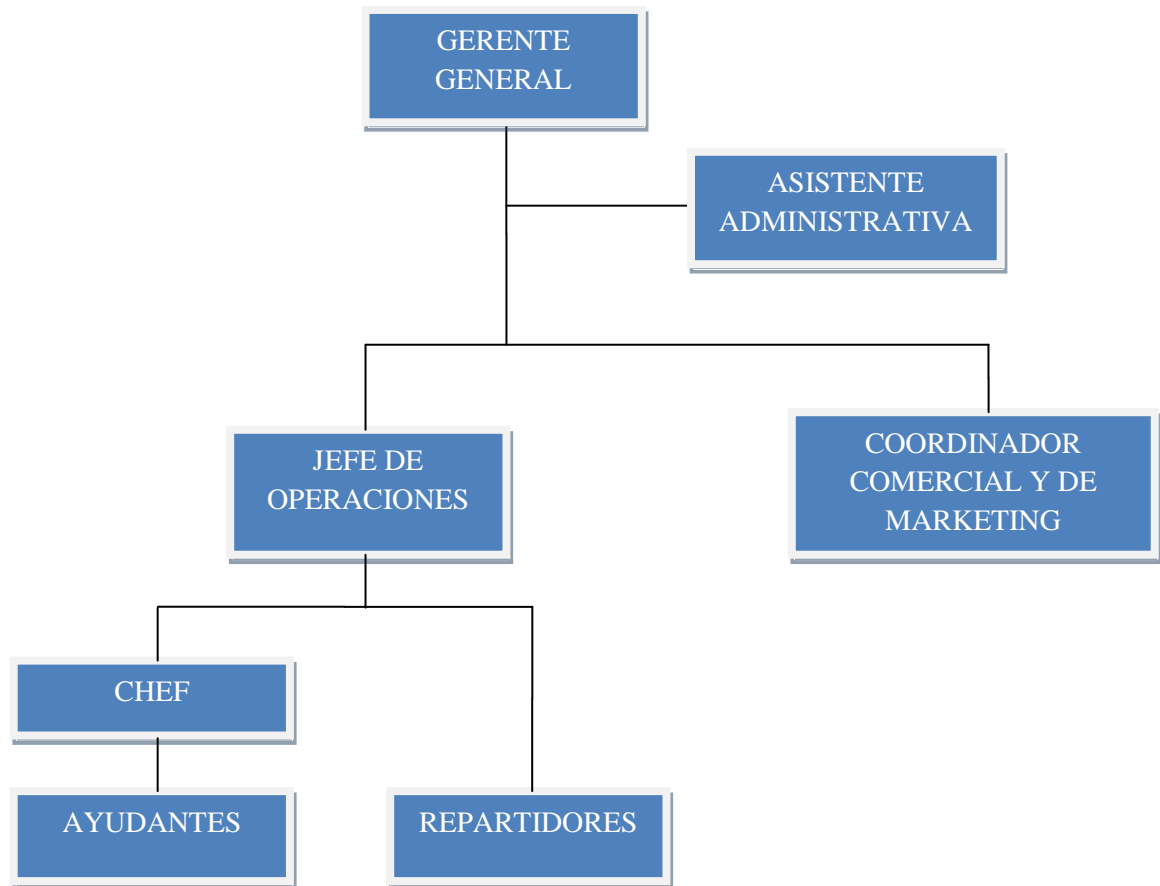 GERENTE
GENERAL
ASISTENTE
ADMINISTRATIVA
JEFE DE
OPERACIONES
COORDINADOR
COMERCIAL Y DE
MARKETING
CHEF
AYUDANTES
REPARTIDORES